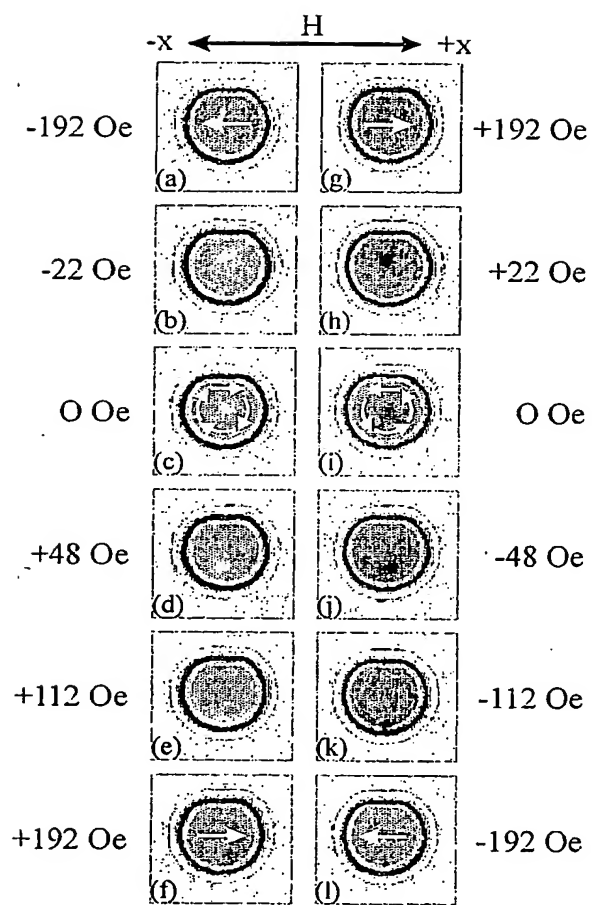 H
-x +x
-192 Oe (a) (g) +192 Oe
-22 Oe (b) (h) +22 Oe
O Oe (c) (i) O Oe
+48 Oe (d) (j) -48 Oe
+112 Oe (e) (k) -112 Oe
+192 Oe (f) (l) -192 Oe